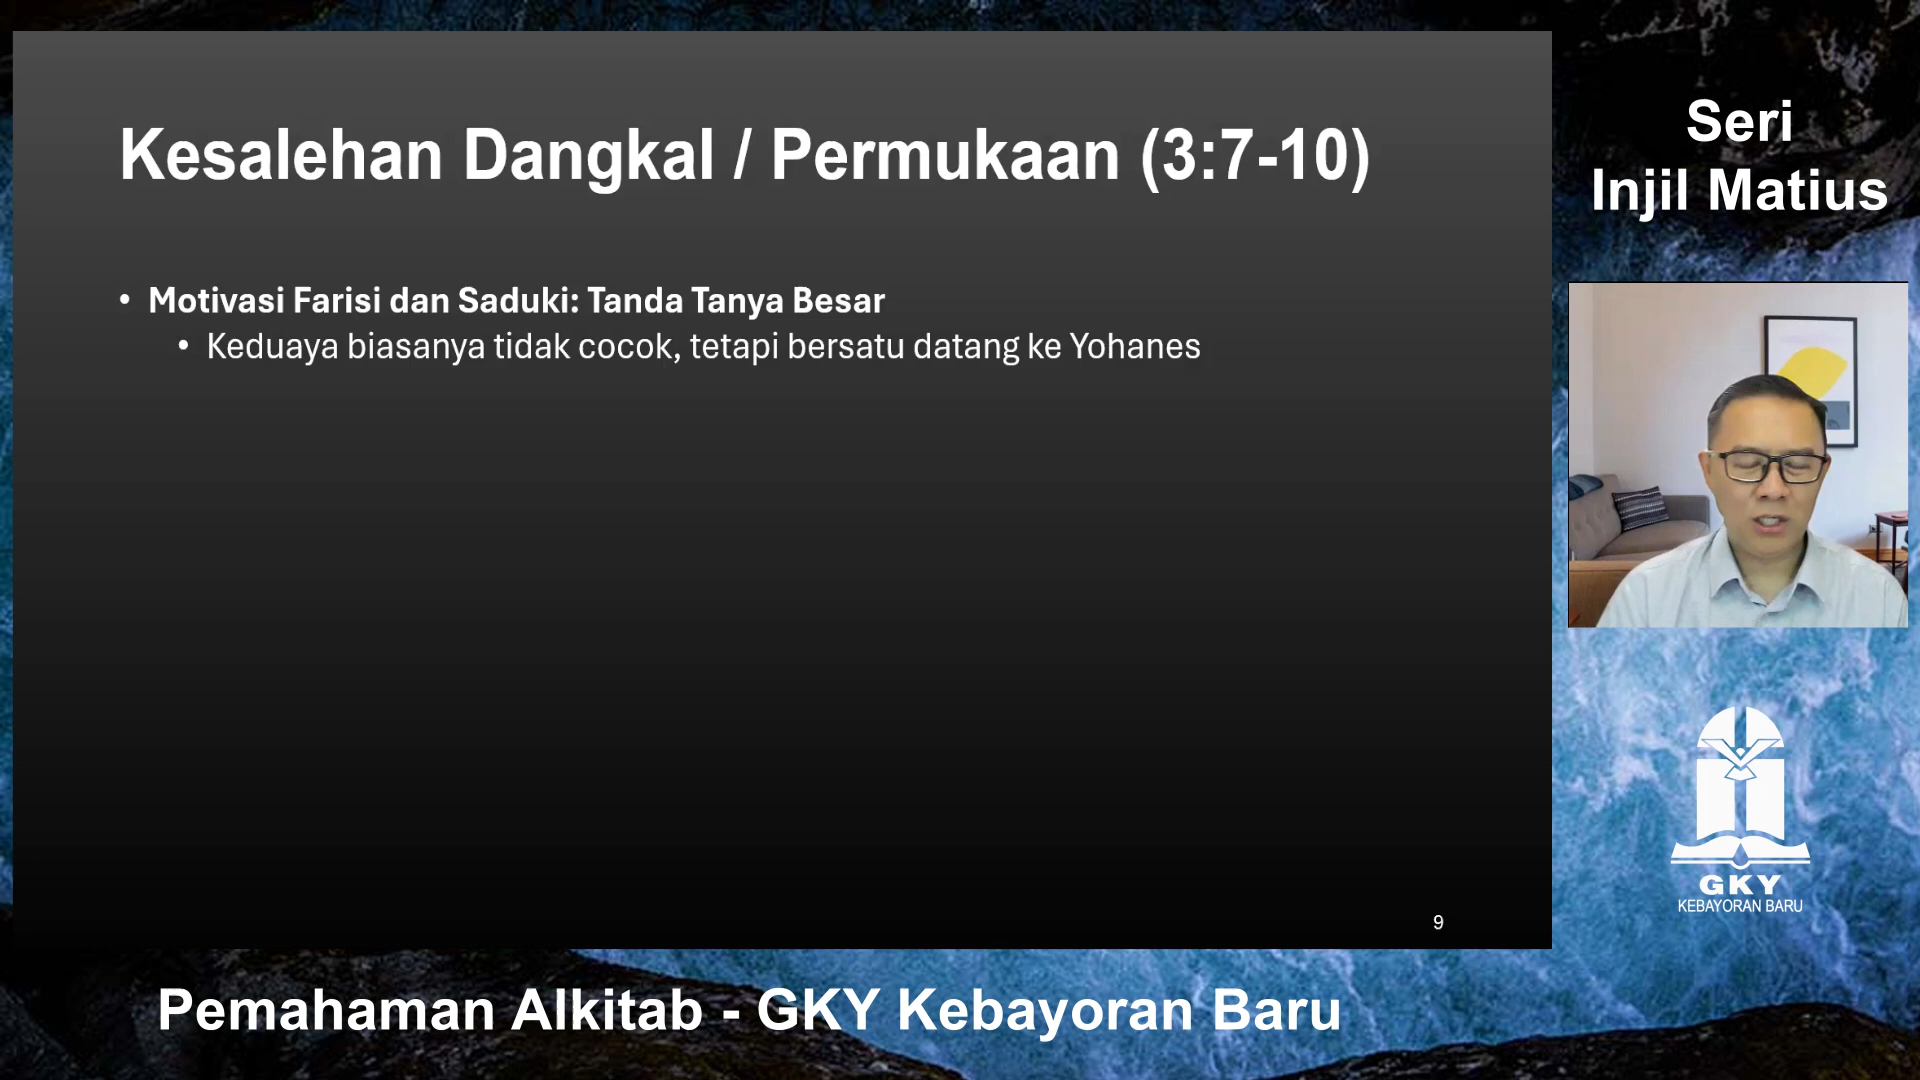 Kesalehan Dangkal / Permukaan (3:7-10)
• Motivasi Farisi dan Saduki: Tanda Tanya Besar
• Keduaya biasanya tidak cocok, tetapi bersatu datang ke Yohanes
9
Seri
Injil Matius
GKY
KEBAYORAN BARU
Pemahaman Alkitab - GKY Kebayoran Baru